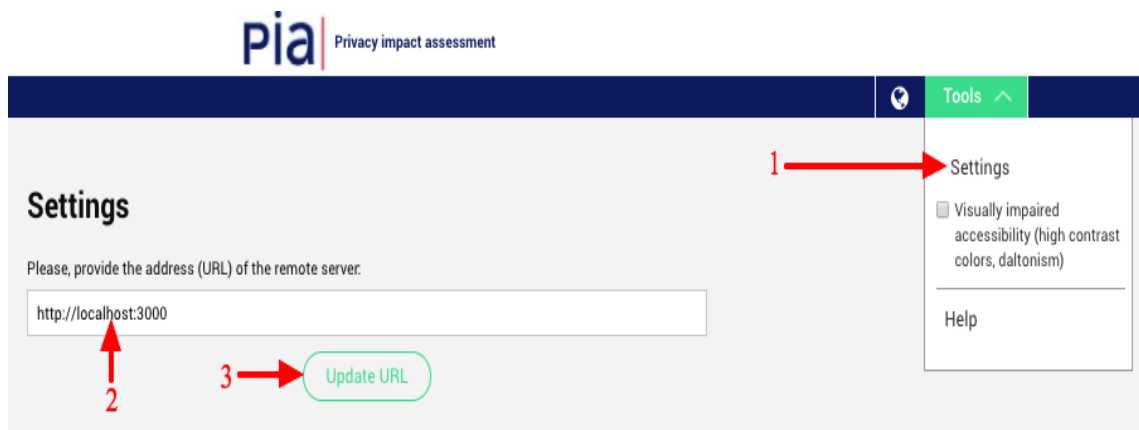 pia Privacy impact assessment
Tools
1 Settings
Visually impaired
accessibility (high contrast
colors, daltonism)
Help
Settings
Please, provide the address (URL) of the remote server:
http://localhost:3000
2
3 Update URL